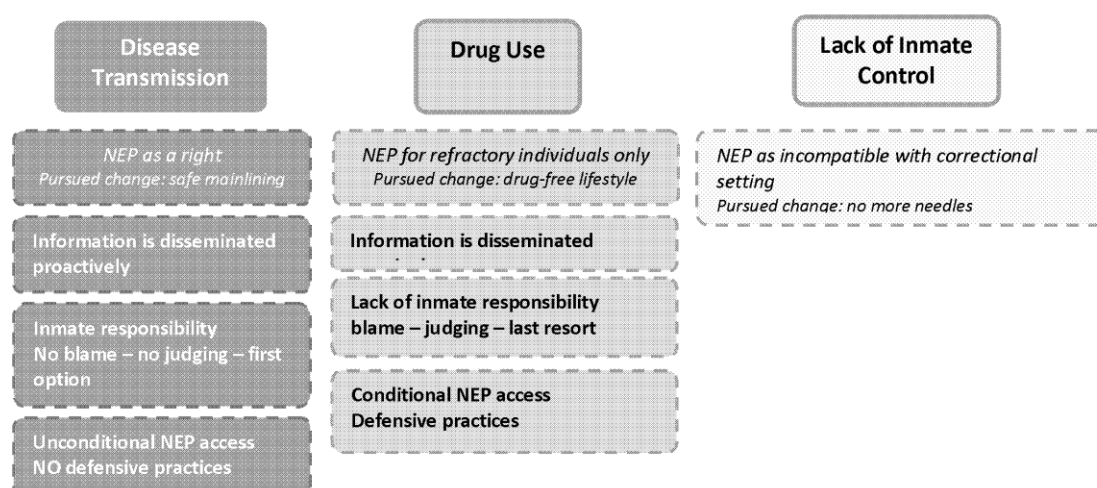 Disease
Transmission
NEP as a right
Pursued change: safe mainlining
Information is disseminated
proactively
Inmate responsibility
No blame – no judging – first
option
Unconditional NEP access
NO defensive practices
Drug Use
NEP for refractory individuals only
Pursued change: drug-free lifestyle
Information is disseminated
Lack of inmate responsibility
blame – judging – last resort
Conditional NEP access
Defensive practices
Lack of Inmate
Control
NEP as incompatible with correctional
setting
Pursued change: no more needles